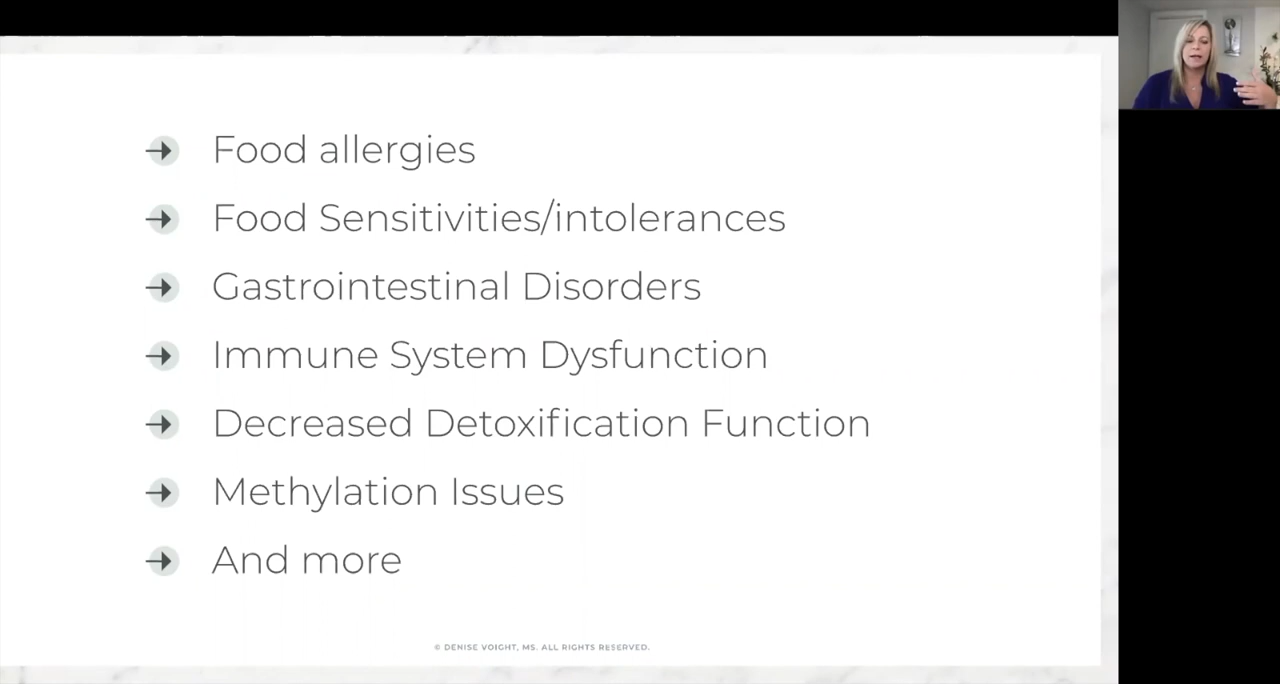 Food allergies
Food Sensitivities/intolerances
Gastrointestinal Disorders
Immune System Dysfunction
Decreased Detoxification Function
Methylation Issues
And more
© DENISE VOIGHT, MS. ALL RIGHTS RESERVED.